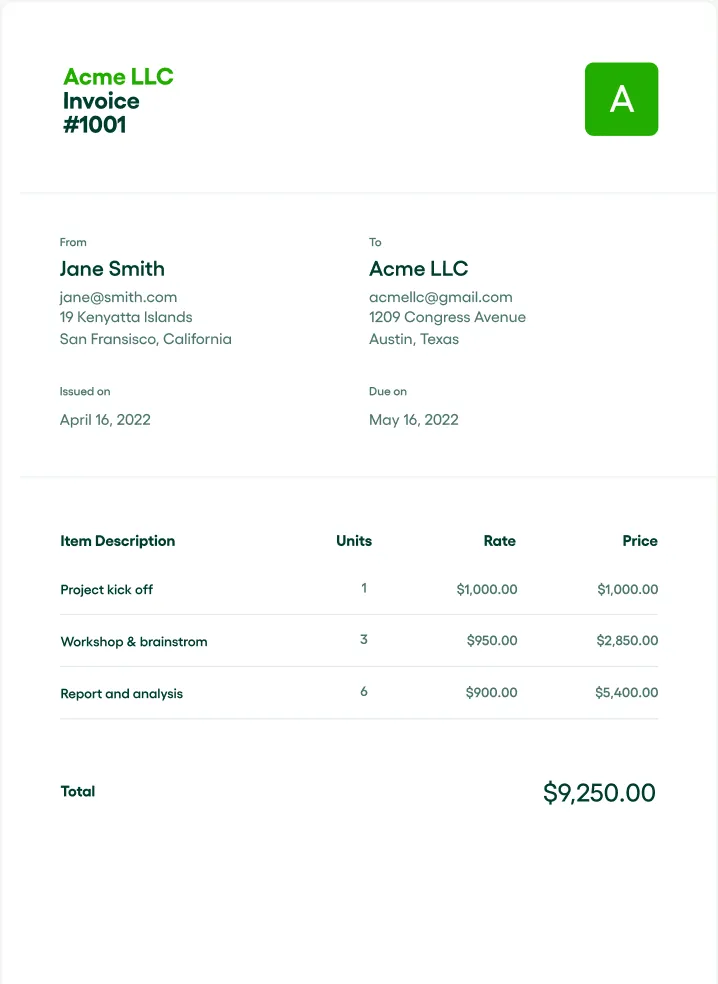 Acme LLC
Invoice
#1001
A
From
Jane Smith
jane@smith.com
19 Kenyatta Islands
San Fransisco, California
To
Acme LLC
acmellc@gmail.com
1209 Congress Avenue
Austin, Texas
Issued on
April 16, 2022
Due on
May 16, 2022
Item Description Units Rate Price
Project kick off 1 $1,000.00 $1,000.00
Workshop & brainstrom 3 $950.00 $2,850.00
Report and analysis 6 $900.00 $5,400.00
Total $9,250.00